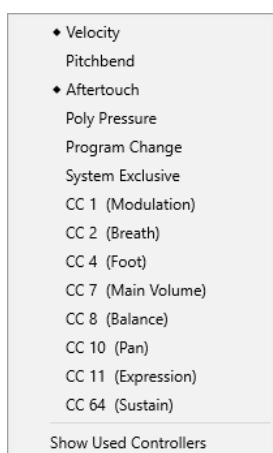 ◆ Velocity
Pitchbend
◆ Aftertouch
Poly Pressure
Program Change
System Exclusive
CC 1 (Modulation)
CC 2 (Breath)
CC 4 (Foot)
CC 7 (Main Volume)
CC 8 (Balance)
CC 10 (Pan)
CC 11 (Expression)
CC 64 (Sustain)
Show Used Controllers